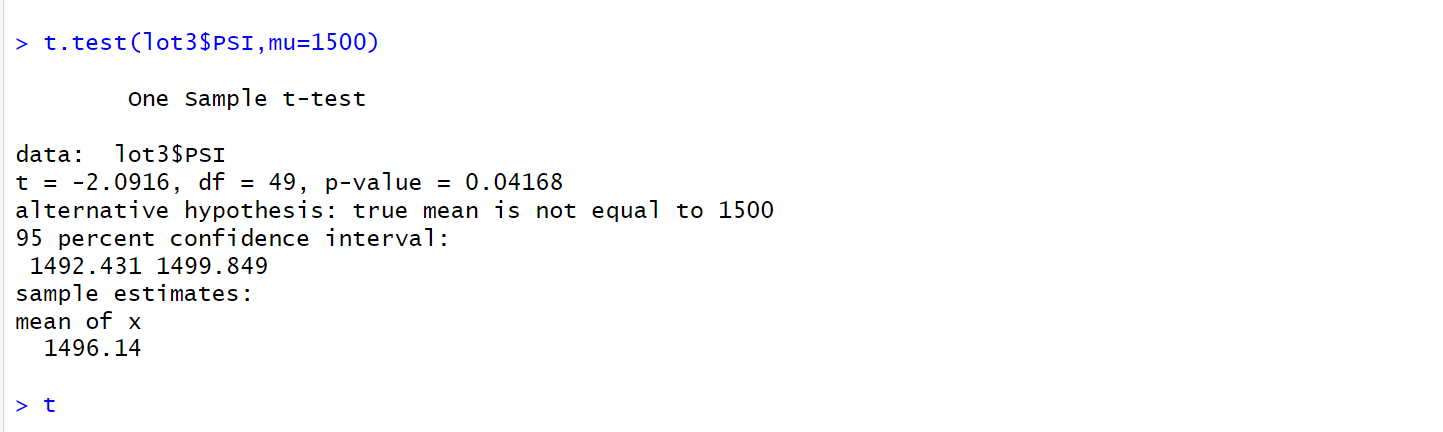 > t.test(lot3$PSI,mu=1500)
One Sample t-test
data:  lot3$PSI
t = -2.0916, df = 49, p-value = 0.04168
alternative hypothesis: true mean is not equal to 1500
95 percent confidence interval:
1492.431 1499.849
sample estimates:
mean of x
1496.14
> t